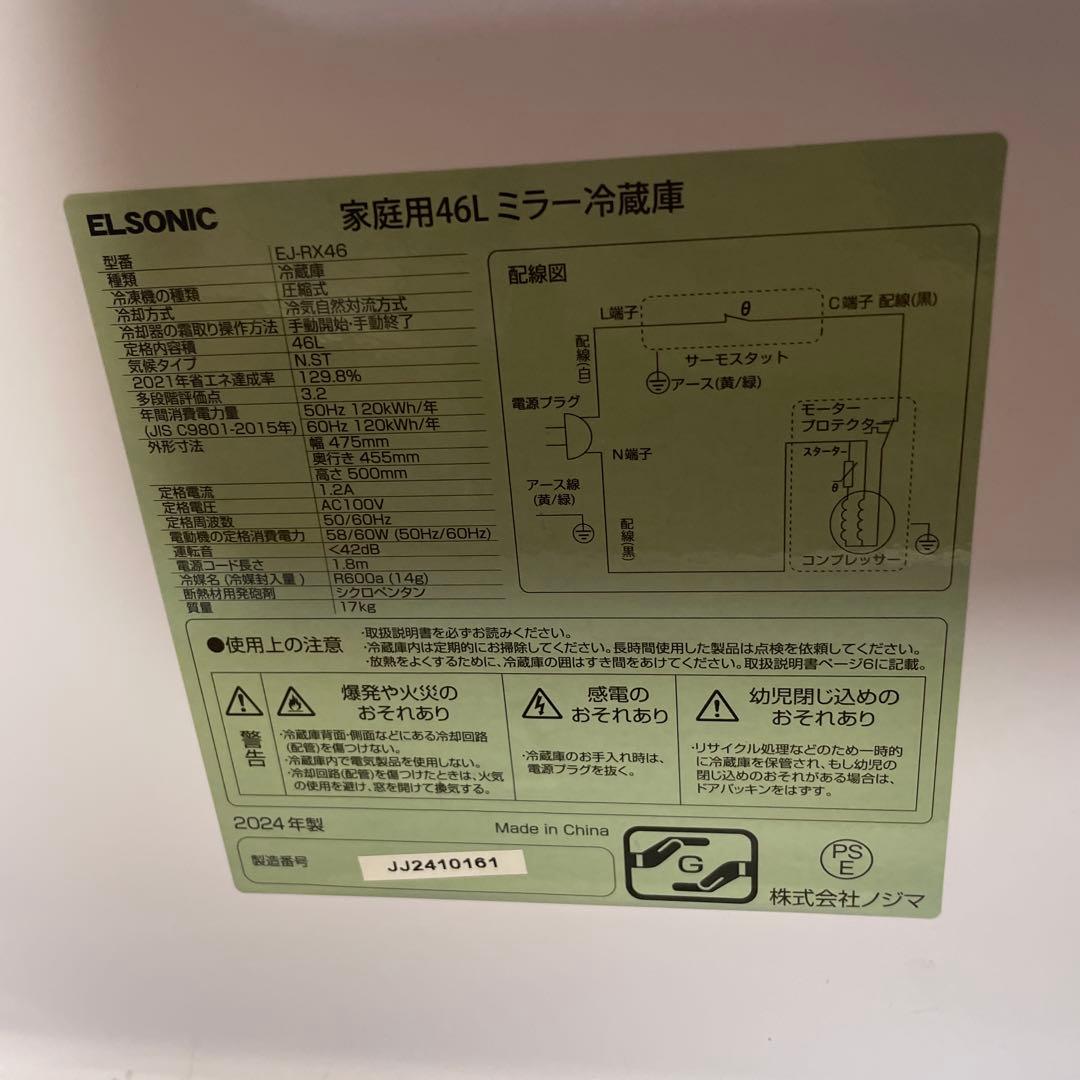 ELSONIC
家庭用46L ミラー冷蔵庫
型番 EJ-RX46
種類 冷蔵庫
冷凍機の種類 圧縮式
冷却方式 冷気自然対流方式
冷却器の霜取り操作方法 手動開始・手動終了
定格内容積 46L
気候タイプ N.ST
2021年省エネ達成率 129.8%
多段階評価点 3.2
年間消費電力量 50Hz 120kWh/年
(JIS C9801-2015年) 60Hz 120kWh/年
外形寸法 幅 475mm
奥行き 455mm
高さ 500mm
定格電流 1.2A
定格電圧 AC100V
定格周波数 50/60Hz
電動機の定格消費電力 58/60W (50Hz/60Hz)
運転音 <42dB
電源コード長さ 1.8m
冷媒名 (冷媒封入量) R600a (14g)
断熱材用発砲剤 シクロペンタン
質量 17kg
配線図
L端子
θ
C端子 配線(黒)
配線(白)
サーモスタット
アース(黄/緑)
電源プラグ
モーター
プロテクター
N端子
スターター
θ
アース線
(黄/緑)
配線(黒)
コンプレッサー
●使用上の注意
・取扱説明書を必ずお読みください。
・冷蔵庫内は定期的にお掃除してください。長時間使用した製品は点検を依頼してください。
・放熱をよくするために、冷蔵庫の囲はすき間をあけてください。取扱説明書ページ6に記載。
警告
爆発や火災の
おそれあり
・冷蔵庫背面・側面などにある冷却回路
(配管)を傷つけない。
・冷蔵庫内で電気製品を使用しない。
・冷却回路(配管)を傷つけたときは、火気
の使用を避け、窓を開けて換気する。
感電の
おそれあり
・冷蔵庫のお手入れ時は、
電源プラグを抜く。
幼児閉じ込めの
おそれあり
・リサイクル処理などのため一時的
に冷蔵庫を保管され、もし幼児の
閉じ込めのおそれがある場合は、
ドアパッキンをはずす。
2024年製
Made in China
製造番号
JJ2410161
G
PS
E
株式会社ノジマ